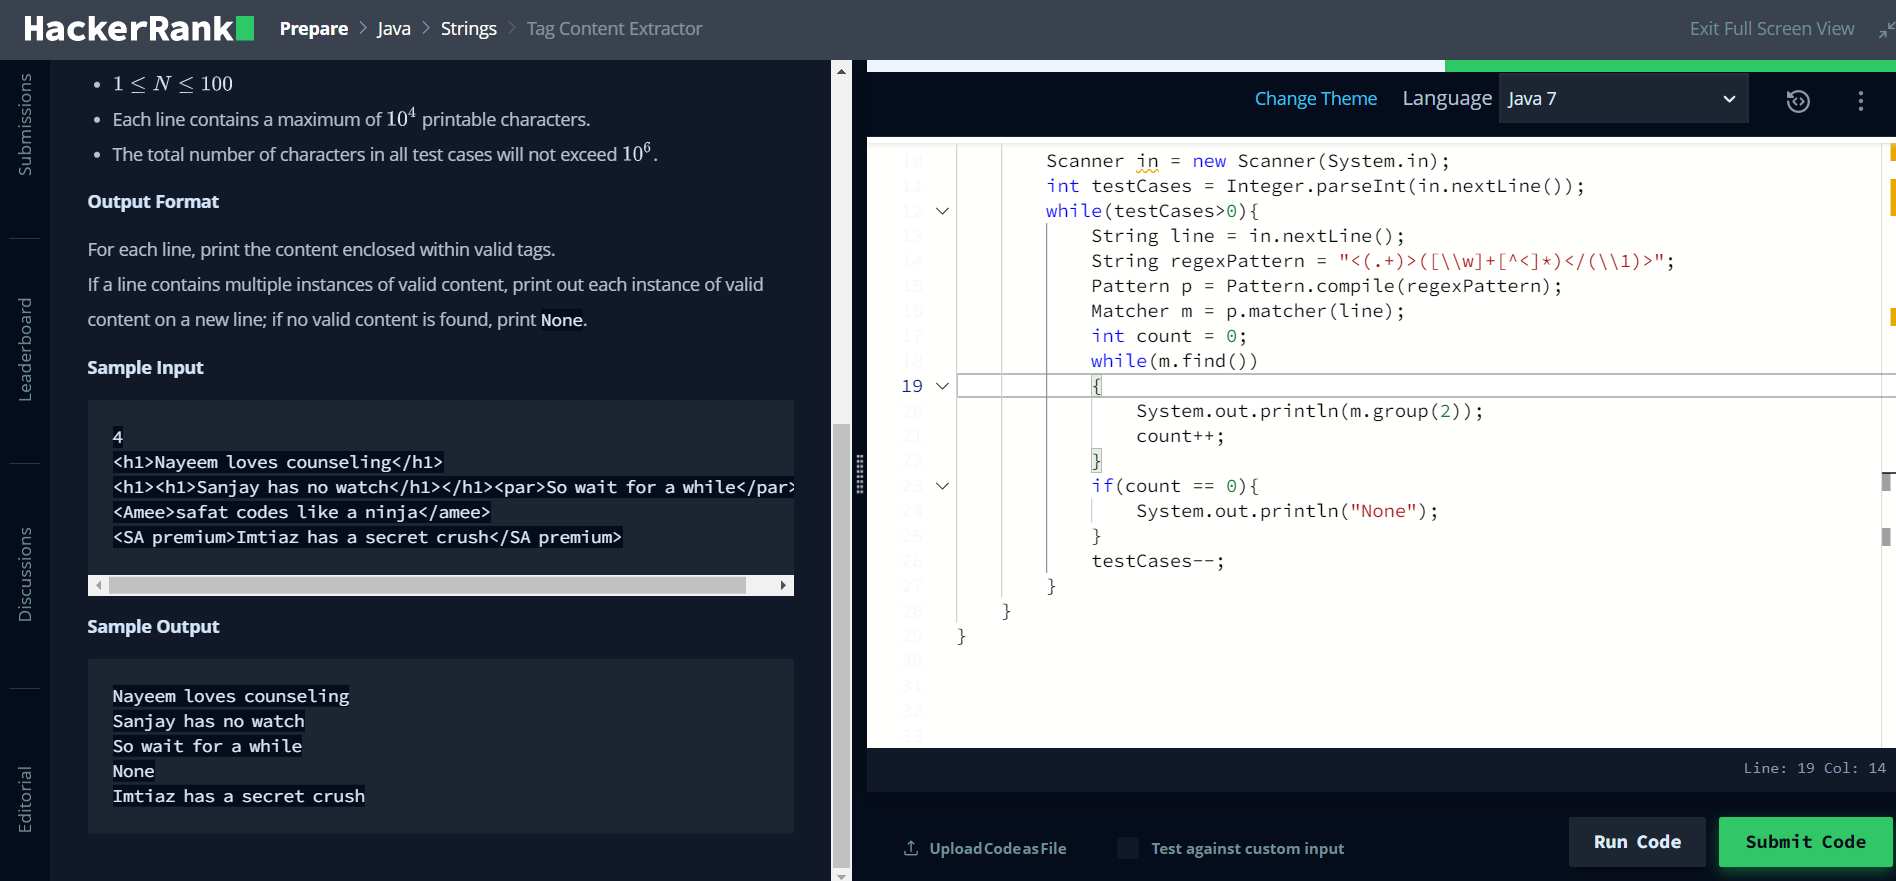 HackerRank
Prepare > Java > Strings > Tag Content Extractor
Exit Full Screen View
Submissions
Leaderboard
Discussions
Editorial
• 1 ≤ N ≤ 100
• Each line contains a maximum of 10^4 printable characters.
• The total number of characters in all test cases will not exceed 10^6.
Output Format
For each line, print the content enclosed within valid tags.
If a line contains multiple instances of valid content, print out each instance of valid
content on a new line; if no valid content is found, print None.
Sample Input
4
<h1>Nayeem loves counseling</h1>
<h1><h1>Sanjay has no watch</h1></h1><par>So wait for a while</par>
<Amee>safat codes like a ninja</amee>
<SA premium>Imtiaz has a secret crush</SA premium>
Sample Output
Nayeem loves counseling
Sanjay has no watch
So wait for a while
None
Imtiaz has a secret crush
Change Theme Language Java 7
10 Scanner in = new Scanner(System.in);
11 int testCases = Integer.parseInt(in.nextLine());
12 while(testCases>0){
13 String line = in.nextLine();
14 String regexPattern = "<(.+)>([\\w]+[^<]*)</(\\1)>";
15 Pattern p = Pattern.compile(regexPattern);
16 Matcher m = p.matcher(line);
17 int count = 0;
18 while(m.find())
19 {
20 System.out.println(m.group(2));
21 count++;
22 }
23 if(count == 0){
24 System.out.println("None");
25 }
26 testCases--;
27 }
28 }
29 }
30
31
32
33
Line: 19 Col: 14
Upload Code as File
Test against custom input
Run Code
Submit Code